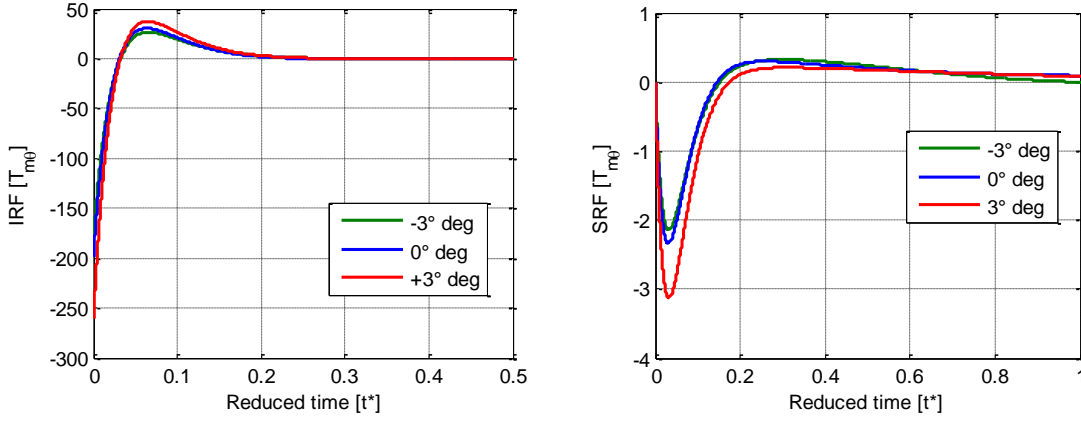 50
0
-50
-100
-150
-200
-250
-300
0
0.1
0.2
0.3
0.4
0.5
IRF [Tmθ]
Reduced time [t*]
-3° deg
0° deg
+3° deg
1
0
-1
-2
-3
-4
0
0.2
0.4
0.6
0.8
1
SRF [Tmθ]
Reduced time [t*]
-3° deg
0° deg
3° deg